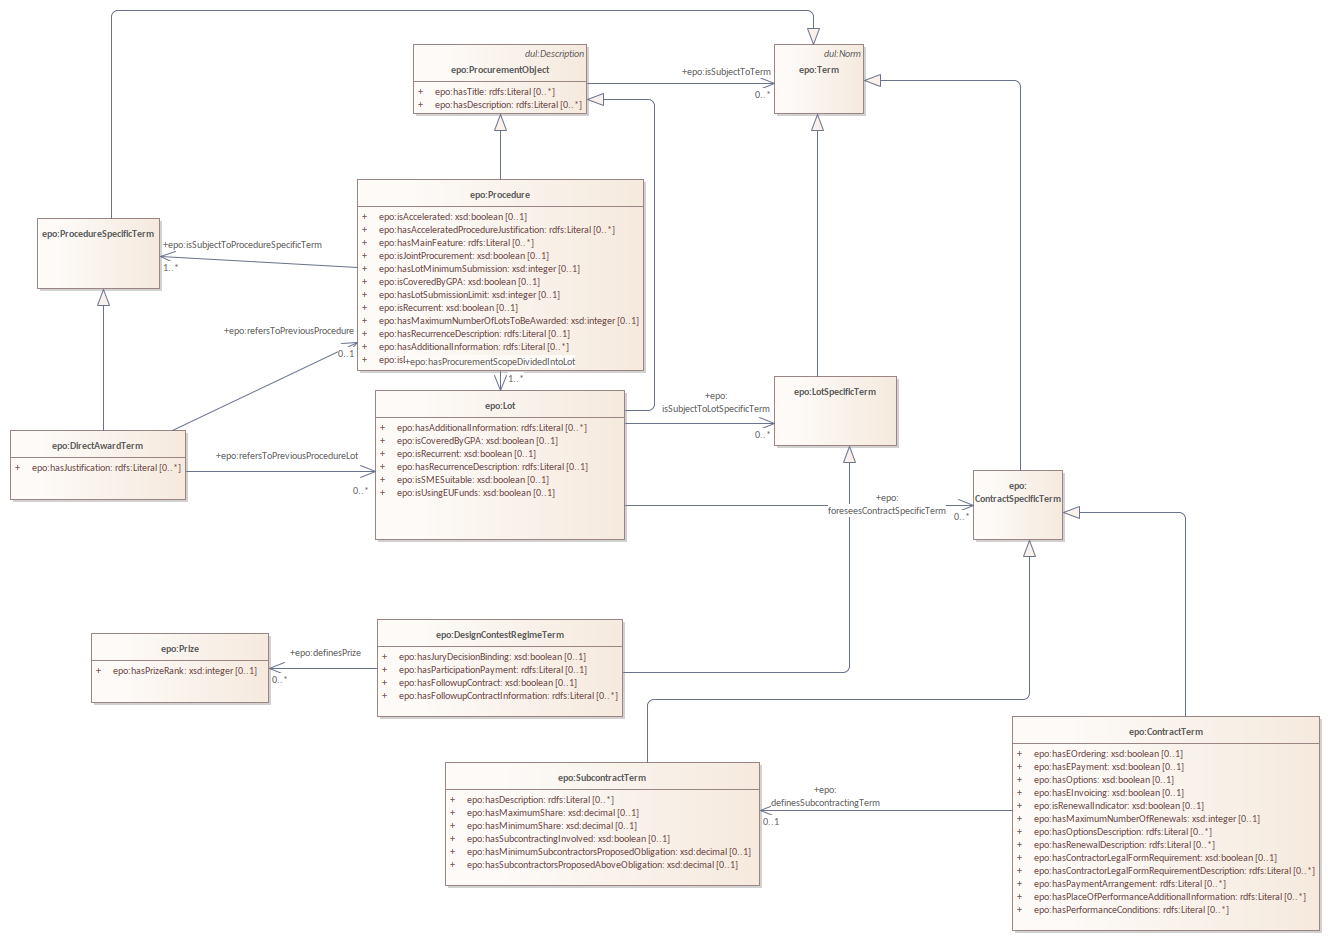 dul:Description
epo:ProcurementObject
+ epo:hasTitle: rdfs:Literal [0..*]
+ epo:hasDescription: rdfs:Literal [0..*]
+epo:isSubjectToTerm
0..*
dul:Norm
epo:Term
epo:Procedure
+ epo:isAccelerated: xsd:boolean [0..1]
+ epo:hasAcceleratedProcedureJustification: rdfs:Literal [0..*]
+ epo:hasMainFeature: rdfs:Literal [0..*]
+ epo:isJointProcurement: xsd:boolean [0..1]
+ epo:hasLotMinimumSubmission: xsd:integer [0..1]
+ epo:isCoveredByGPA: xsd:boolean [0..1]
+ epo:hasLotSubmissionLimit: xsd:integer [0..1]
+ epo:isRecurrent: xsd:boolean [0..1]
+ epo:hasMaximumNumberOfLotsToBeAwarded: xsd:integer [0..1]
+ epo:hasRecurrenceDescription: rdfs:Literal [0..1]
+ epo:hasAdditionalInformation: rdfs:Literal [0..*]
+epo:hasProcurementScopeDividedIntoLot
1..*
epo:ProcedureSpecificTerm
+epo:isSubjectToProcedureSpecificTerm
1..*
+epo:refersToPreviousProcedure
0..1
epo:DirectAwardTerm
+ epo:hasJustification: rdfs:Literal [0..*]
+epo:refersToPreviousProcedureLot
0..*
epo:Lot
+ epo:hasAdditionalInformation: rdfs:Literal [0..*]
+ epo:isCoveredByGPA: xsd:boolean [0..1]
+ epo:isRecurrent: xsd:boolean [0..1]
+ epo:hasRecurrenceDescription: rdfs:Literal [0..1]
+ epo:isSMESuitable: xsd:boolean [0..1]
+ epo:isUsingEUFunds: xsd:boolean [0..1]
+epo:
isSubjectToLotSpecificTerm
0..*
epo:LotSpecificTerm
+epo:
foreseesContractSpecificTerm
0..*
epo:
ContractSpecificTerm
epo:Prize
+ epo:hasPrizeRank: xsd:integer [0..1]
+epo:definesPrize
0..*
epo:DesignContestRegimeTerm
+ epo:hasJuryDecisionBinding: xsd:boolean [0..1]
+ epo:hasParticipationPayment: rdfs:Literal [0..1]
+ epo:hasFollowupContract: xsd:boolean [0..1]
+ epo:hasFollowupContractInformation: rdfs:Literal [0..*]
epo:SubcontractTerm
+ epo:hasDescription: rdfs:Literal [0..*]
+ epo:hasMaximumShare: xsd:decimal [0..1]
+ epo:hasMinimumShare: xsd:decimal [0..1]
+ epo:hasSubcontractingInvolved: xsd:boolean [0..1]
+ epo:hasMinimumSubcontractorsProposedObligation: xsd:decimal [0..1]
+ epo:hasSubcontractorsProposedAboveObligation: xsd:decimal [0..1]
+epo:
definesSubcontractingTerm
0..1
epo:ContractTerm
+ epo:hasEOrdering: xsd:boolean [0..1]
+ epo:hasEPayment: xsd:boolean [0..1]
+ epo:hasOptions: xsd:boolean [0..1]
+ epo:hasEInvoicing: xsd:boolean [0..1]
+ epo:isRenewalIndicator: xsd:boolean [0..1]
+ epo:hasMaximumNumberOfRenewals: xsd:integer [0..1]
+ epo:hasOptionsDescription: rdfs:Literal [0..*]
+ epo:hasRenewalDescription: rdfs:Literal [0..*]
+ epo:hasContractorLegalFormRequirement: xsd:boolean [0..1]
+ epo:hasContractorLegalFormRequirementDescription: rdfs:Literal [0..*]
+ epo:hasPaymentArrangement: rdfs:Literal [0..*]
+ epo:hasPlaceOfPerformanceAdditionalInformation: rdfs:Literal [0..*]
+ epo:hasPerformanceConditions: rdfs:Literal [0..*]